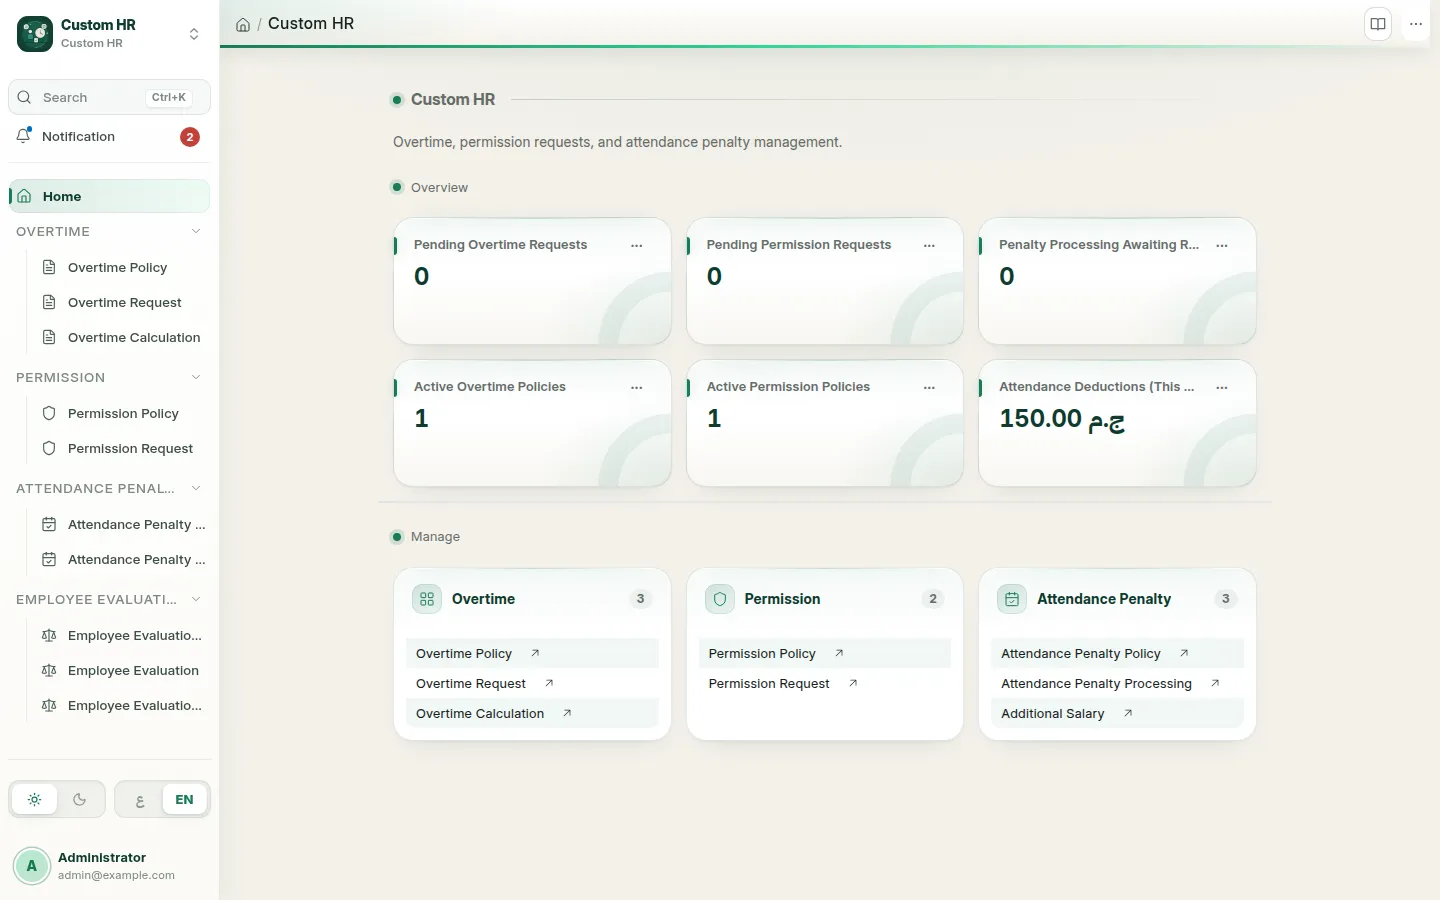 Custom HR
Custom HR
Search
Ctrl+K
Notification
2
Home
OVERTIME
Overtime Policy
Overtime Request
Overtime Calculation
PERMISSION
Permission Policy
Permission Request
ATTENDANCE PENAL...
Attendance Penalty ...
Attendance Penalty ...
EMPLOYEE EVALUATI...
Employee Evaluatio...
Employee Evaluation
Employee Evaluatio...
ع
EN
A
Administrator
admin@example.com
/ Custom HR
Custom HR
Overtime, permission requests, and attendance penalty management.
Overview
Pending Overtime Requests
0
Pending Permission Requests
0
Penalty Processing Awaiting R...
0
Active Overtime Policies
1
Active Permission Policies
1
Attendance Deductions (This ...
150.00 ج.م
Manage
Overtime
3
Overtime Policy
Overtime Request
Overtime Calculation
Permission
2
Permission Policy
Permission Request
Attendance Penalty
3
Attendance Penalty Policy
Attendance Penalty Processing
Additional Salary